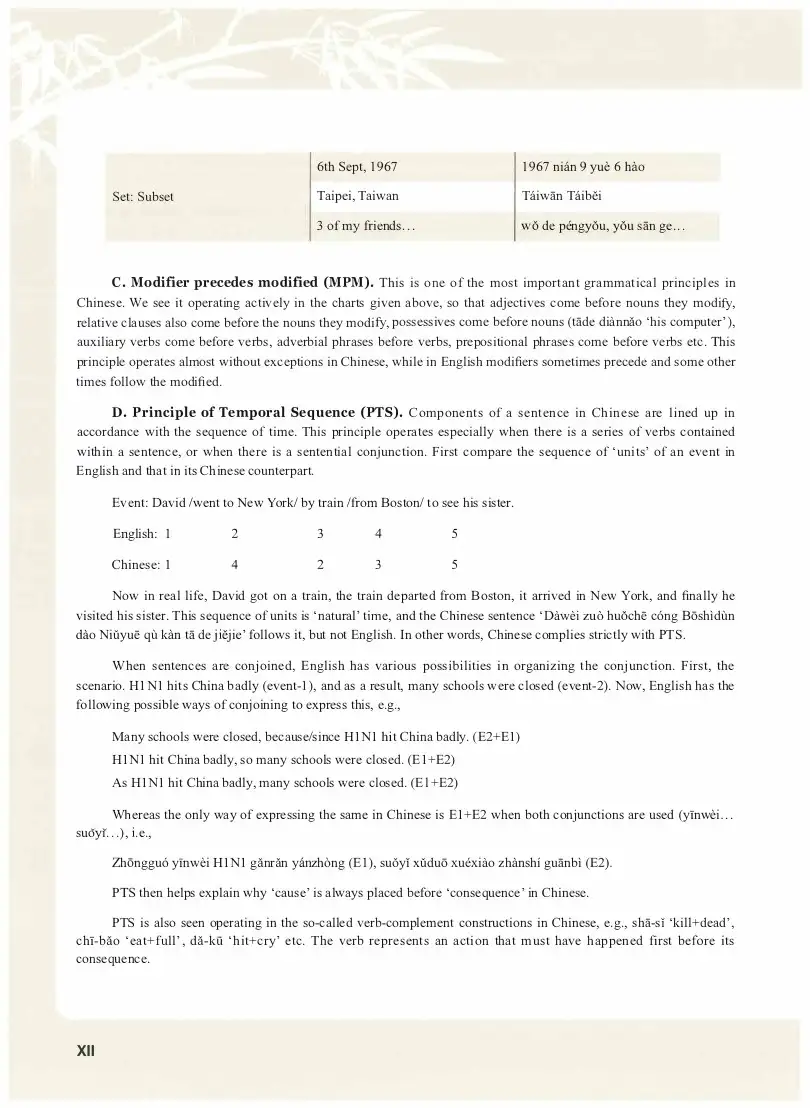 6th Sept, 1967 1967 nián 9 yuè 6 hào
Set: Subset Taipei, Taiwan Táiwān Táiběi
3 of my friends… wǒ de péngyǒu, yǒu sān ge…
C. Modifier precedes modified (MPM). This is one of the most important grammatical principles in
Chinese. We see it operating actively in the charts given above, so that adjectives come before nouns they modify,
relative clauses also come before the nouns they modify, possessives come before nouns (tāde diànnǎo ‘his computer’),
auxiliary verbs come before verbs, adverbial phrases before verbs, prepositional phrases come before verbs etc. This
principle operates almost without exceptions in Chinese, while in English modifiers sometimes precede and some other
times follow the modified.
D. Principle of Temporal Sequence (PTS). Components of a sentence in Chinese are lined up in
accordance with the sequence of time. This principle operates especially when there is a series of verbs contained
within a sentence, or when there is a sentential conjunction. First compare the sequence of ‘units’ of an event in
English and that in its Chinese counterpart.
Event: David /went to New York/ by train /from Boston/ to see his sister.
English: 1 2 3 4 5
Chinese: 1 4 2 3 5
Now in real life, David got on a train, the train departed from Boston, it arrived in New York, and finally he
visited his sister. This sequence of units is ‘natural’ time, and the Chinese sentence ‘Dàwèi zuò huǒchē cóng Bōshìdùn
dào Niǔyuē qù kàn tā de jiějie’ follows it, but not English. In other words, Chinese complies strictly with PTS.
When sentences are conjoined, English has various possibilities in organizing the conjunction. First, the
scenario. H1N1 hits China badly (event-1), and as a result, many schools were closed (event-2). Now, English has the
following possible ways of conjoining to express this, e.g.,
Many schools were closed, because/since H1N1 hit China badly. (E2+E1)
H1N1 hit China badly, so many schools were closed. (E1+E2)
As H1N1 hit China badly, many schools were closed. (E1+E2)
Whereas the only way of expressing the same in Chinese is E1+E2 when both conjunctions are used (yīnwèi…
suǒyǐ…), i.e.,
Zhōngguó yīnwèi H1N1 gǎnrǎn yánzhòng (E1), suǒyǐ xǔduō xuéxiào zhànshí guānbì (E2).
PTS then helps explain why ‘cause’ is always placed before ‘consequence’ in Chinese.
PTS is also seen operating in the so-called verb-complement constructions in Chinese, e.g., shā-sǐ ‘kill+dead’,
chī-bǎo ‘eat+full’, dǎ-kū ‘hit+cry’ etc. The verb represents an action that must have happened first before its
consequence.
XII